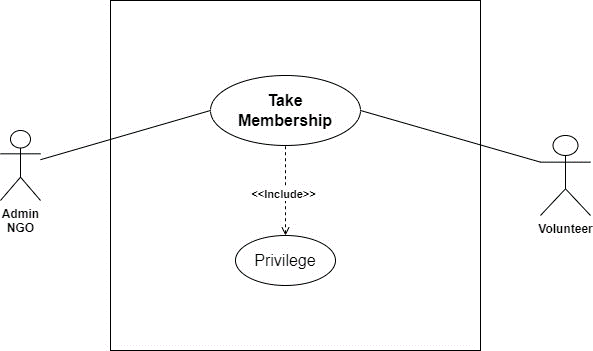 Take
Membership
<<Include>>
Admin
NGO
Volunteer
Privilege